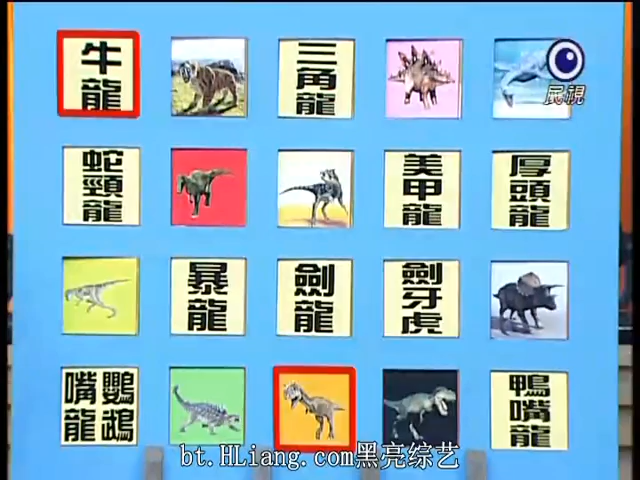 牛龍
三角龍
民視
蛇頸龍
美甲龍
厚頭龍
暴龍
劍龍
劍牙虎
鸚鵡嘴龍
鴨嘴龍
bt.HLiang.com黑亮综艺